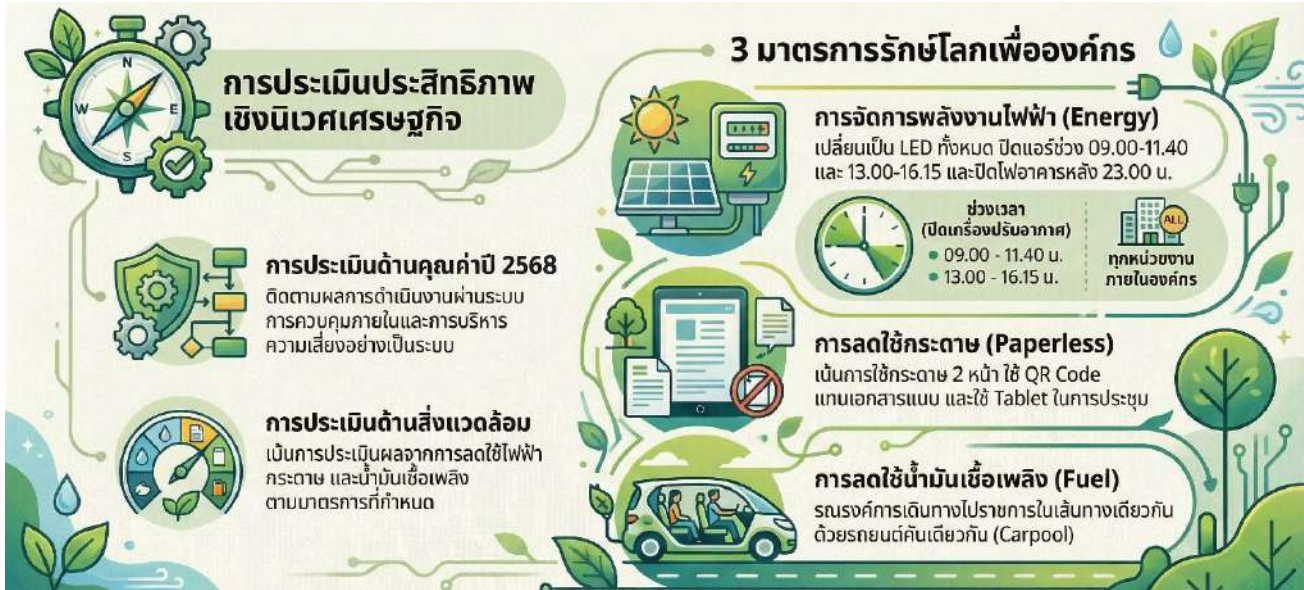 การประเมินประสิทธิภาพ
เชิงนิเวศเศรษฐกิจ
N
W
E
S
การประเมินด้านคุณค่าปี 2568
ติดตามผลการดำเนินงานผ่านระบบ
การควบคุมภายในและการบริหาร
ความเสี่ยงอย่างเป็นระบบ
การประเมินด้านสิ่งแวดล้อม
เน้นการประเมินผลจากการลดใช้ไฟฟ้า
กระดาษ และน้ำมันเชื้อเพลิง
ตามมาตรการที่กำหนด
3 มาตรการรักษ์โลกเพื่อองค์กร
การจัดการพลังงานไฟฟ้า (Energy)
เปลี่ยนเป็น LED ทั้งหมด ปิดแอร์ช่วง 09.00-11.40
และ 13.00-16.15 และปิดไฟอาคารหลัง 23.00 น.
ช่วงเวลา
(ปิดเครื่องปรับอากาศ)
• 09.00 - 11.40 น.
• 13.00 - 16.15 น.
ALL
ทุกหน่วยงาน
ภายในองค์กร
การลดใช้กระดาษ (Paperless)
เน้นการใช้กระดาษ 2 หน้า ใช้ QR Code
แทนเอกสารแนบ และใช้ Tablet ในการประชุม
การลดใช้น้ำมันเชื้อเพลิง (Fuel)
รณรงค์การเดินทางไปราชการในเส้นทางเดียวกัน
ด้วยรถยนต์คันเดียวกัน (Carpool)